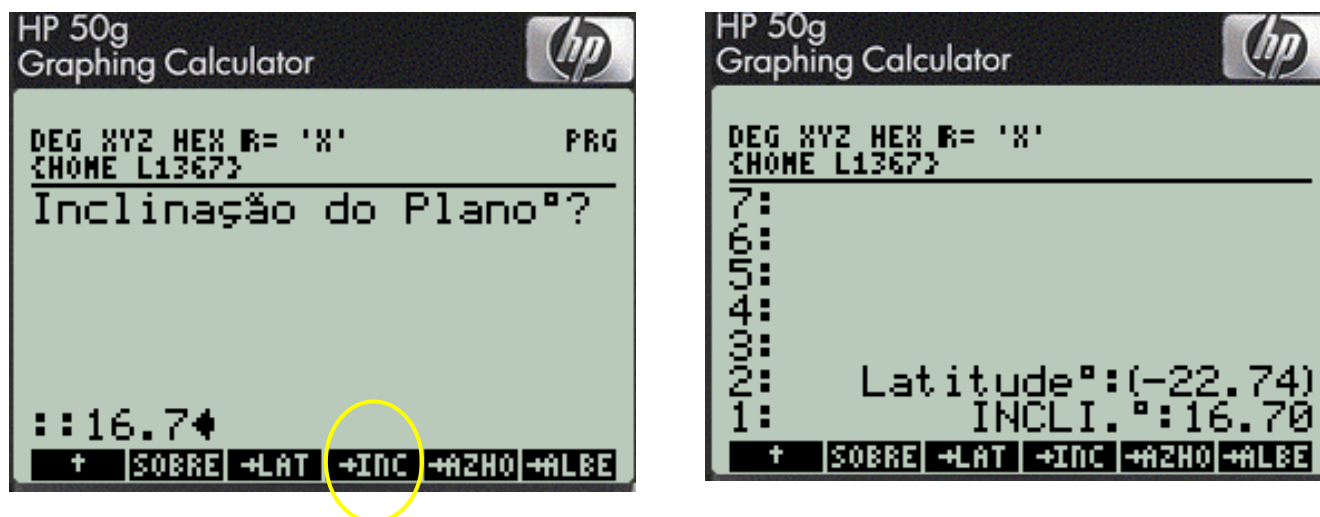 HP 50g
Graphing Calculator
hp
DEG XYZ HEX R= 'X' PRG
{HOME L1367}
Inclinação do Plano°?
::16.7
↑ SOBRE →LAT →INC →AZHO →ALBE
HP 50g
Graphing Calculator
hp
DEG XYZ HEX R= 'X'
{HOME L1367}
7:
6:
5:
4:
3:
2: Latitude°:(-22.74)
1: INCLI.°:16.70
↑ SOBRE →LAT →INC →AZHO →ALBE